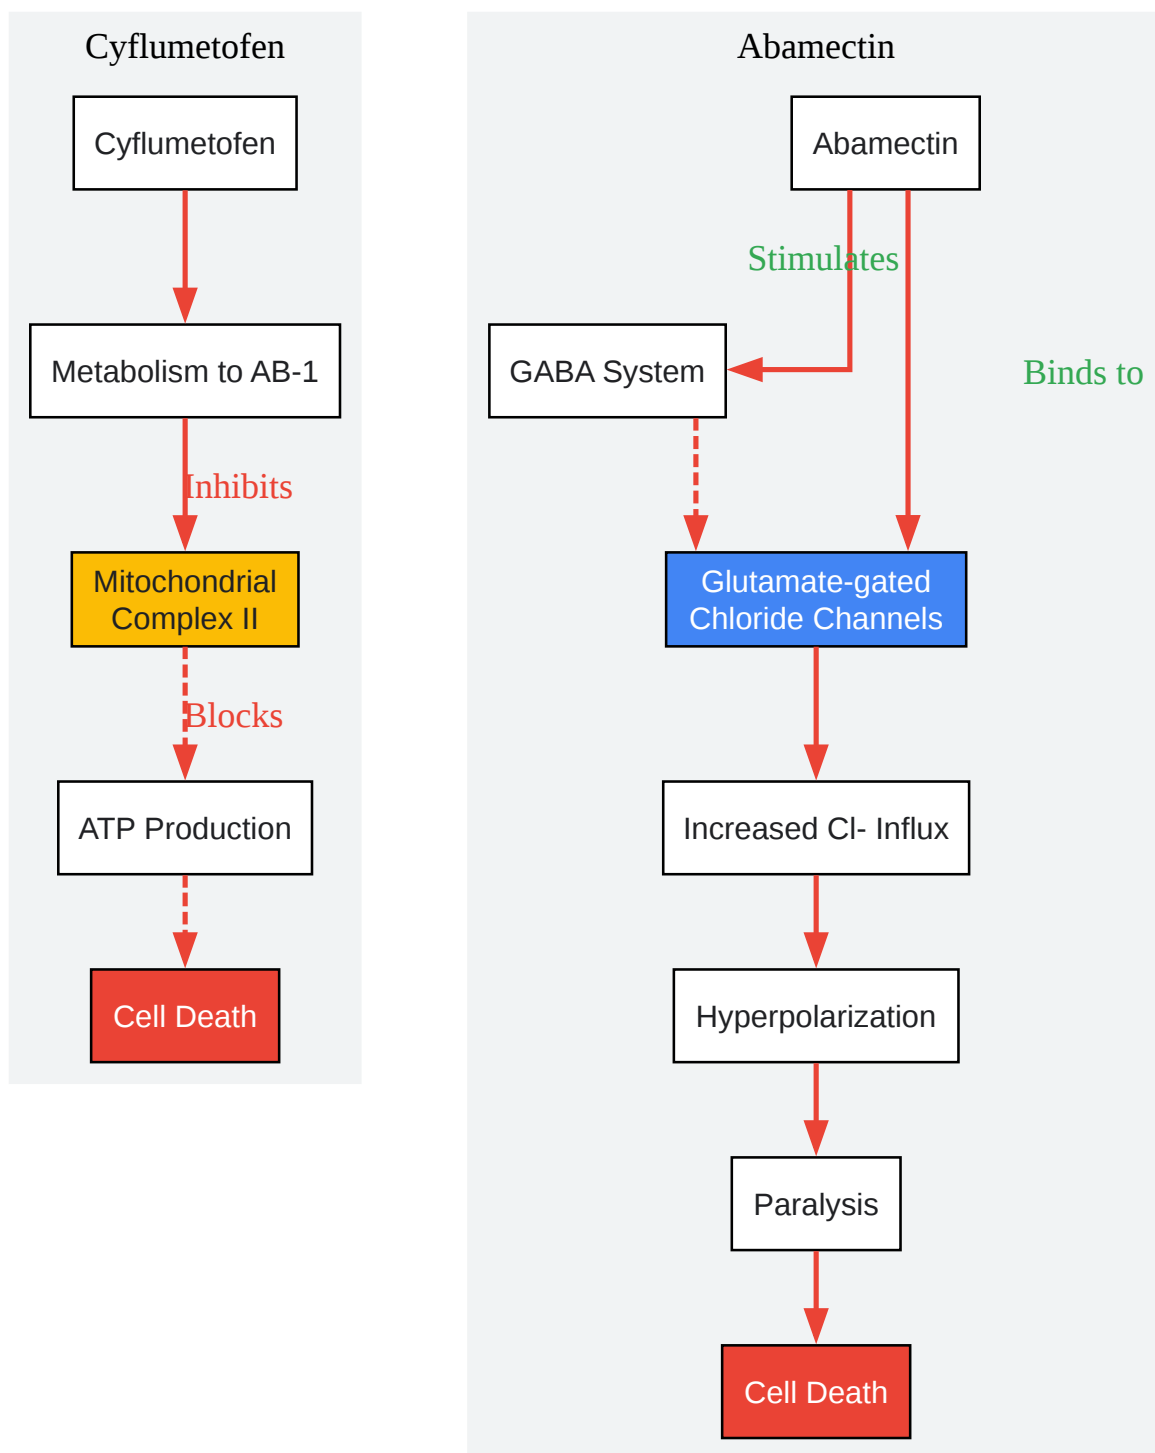 Cyflumetofen
Cyflumetofen
Metabolism to AB-1
Inhibits
Mitochondrial
Complex II
Blocks
ATP Production
Cell Death
Abamectin
Abamectin
Stimulates
GABA System
Binds to
Glutamate-gated
Chloride Channels
Increased Cl- Influx
Hyperpolarization
Paralysis
Cell Death